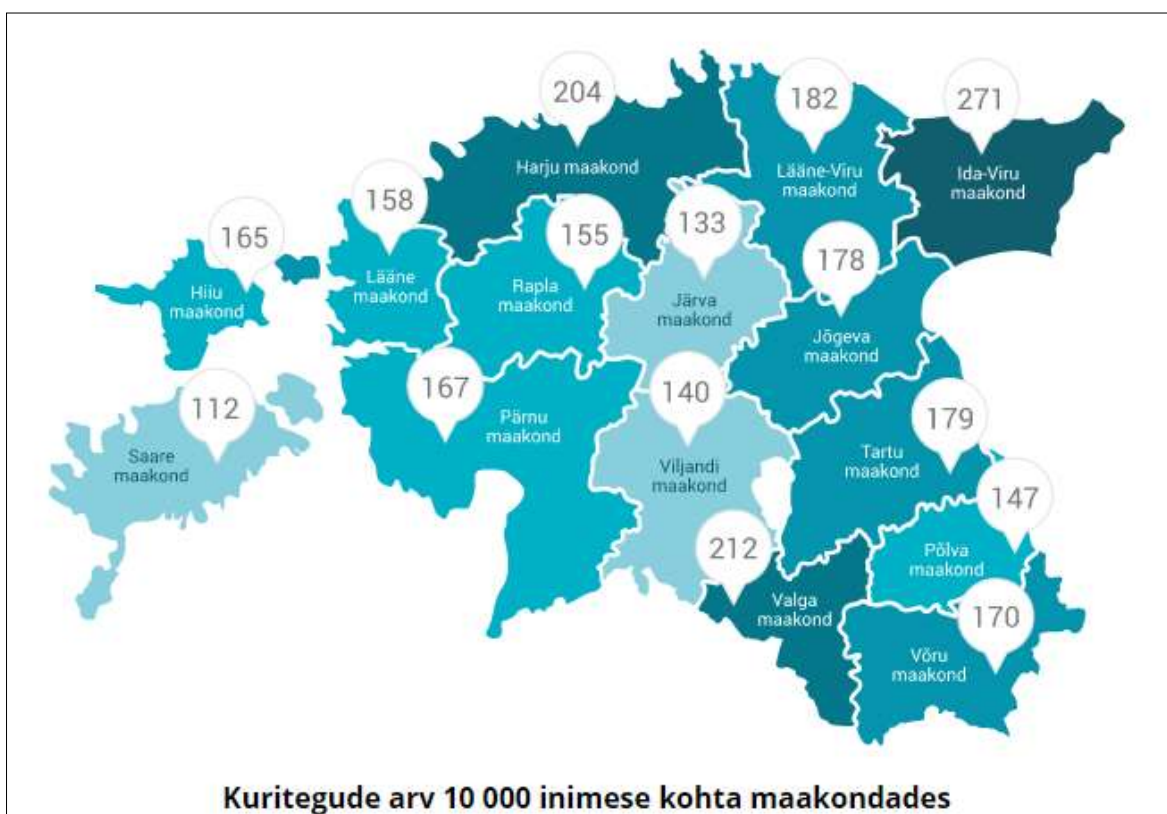 204
Harju maakond
182
Lääne-Viru
maakond
271
Ida-Viru
maakond
158
Lääne
maakond
165
Hiiu
maakond
155
Rapla
maakond
133
Järva
maakond
178
Jõgeva
maakond
112
Saare
maakond
167
Pärnu
maakond
140
Viljandi
maakond
179
Tartu
maakond
147
Põlva
maakond
212
Valga
maakond
170
Võru
maakond
Kuritegude arv 10 000 inimese kohta maakondades